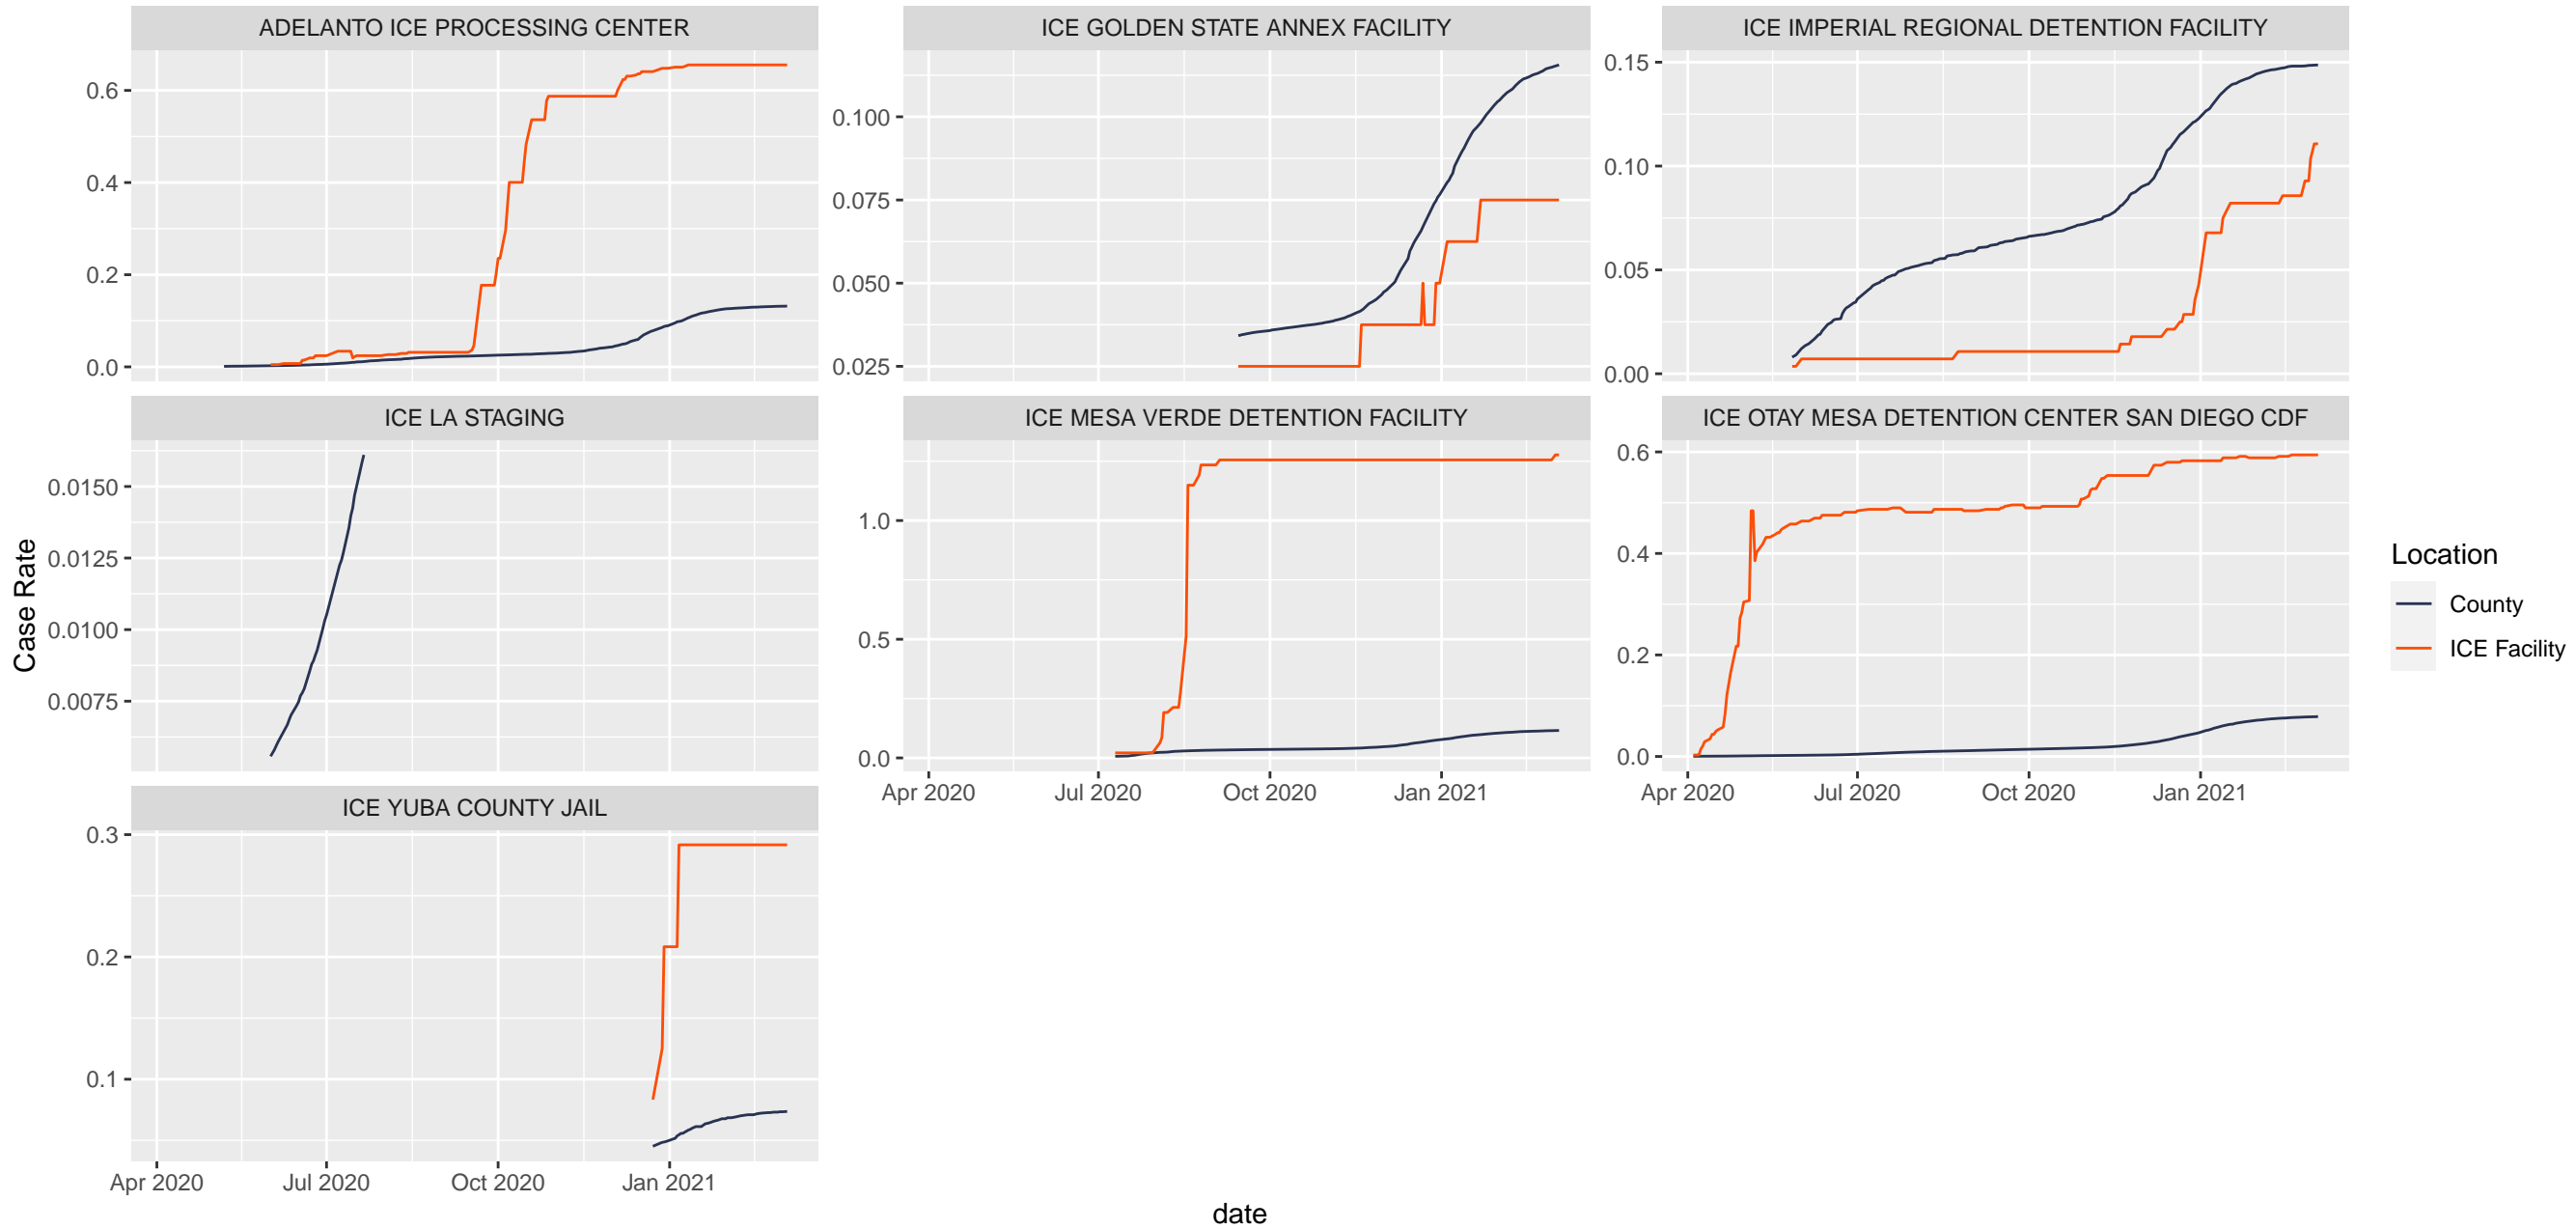 ADELANTO ICE PROCESSING CENTER
ICE GOLDEN STATE ANNEX FACILITY
ICE IMPERIAL REGIONAL DETENTION FACILITY
0.6
0.4
0.2
0.0
0.100
0.075
0.050
0.025
0.15
0.10
0.05
0.00
ICE LA STAGING
ICE MESA VERDE DETENTION FACILITY
ICE OTAY MESA DETENTION CENTER SAN DIEGO CDF
0.0150
0.0125
0.0100
0.0075
1.0
0.5
0.0
0.6
0.4
0.2
0.0
Apr 2020 Jul 2020 Oct 2020 Jan 2021
Apr 2020 Jul 2020 Oct 2020 Jan 2021
ICE YUBA COUNTY JAIL
0.3
0.2
0.1
Apr 2020 Jul 2020 Oct 2020 Jan 2021
Case Rate
date
Location
County
ICE Facility